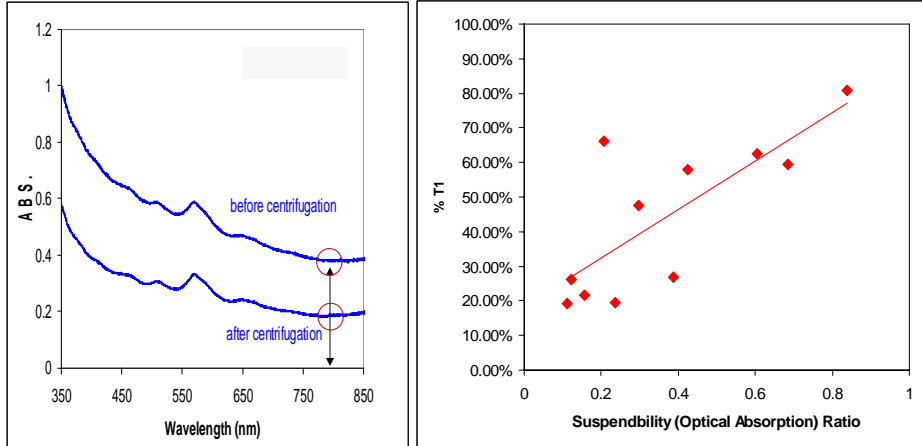 1.2
1
0.8
0.6
0.4
0.2
0
ABS.
before centrifugation
after centrifugation
350 450 550 650 750 850
Wavelength (nm)
100.00%
90.00%
80.00%
70.00%
60.00%
50.00%
40.00%
30.00%
20.00%
10.00%
0.00%
% T1
0 0.2 0.4 0.6 0.8 1
Suspendbility (Optical Absorption) Ratio